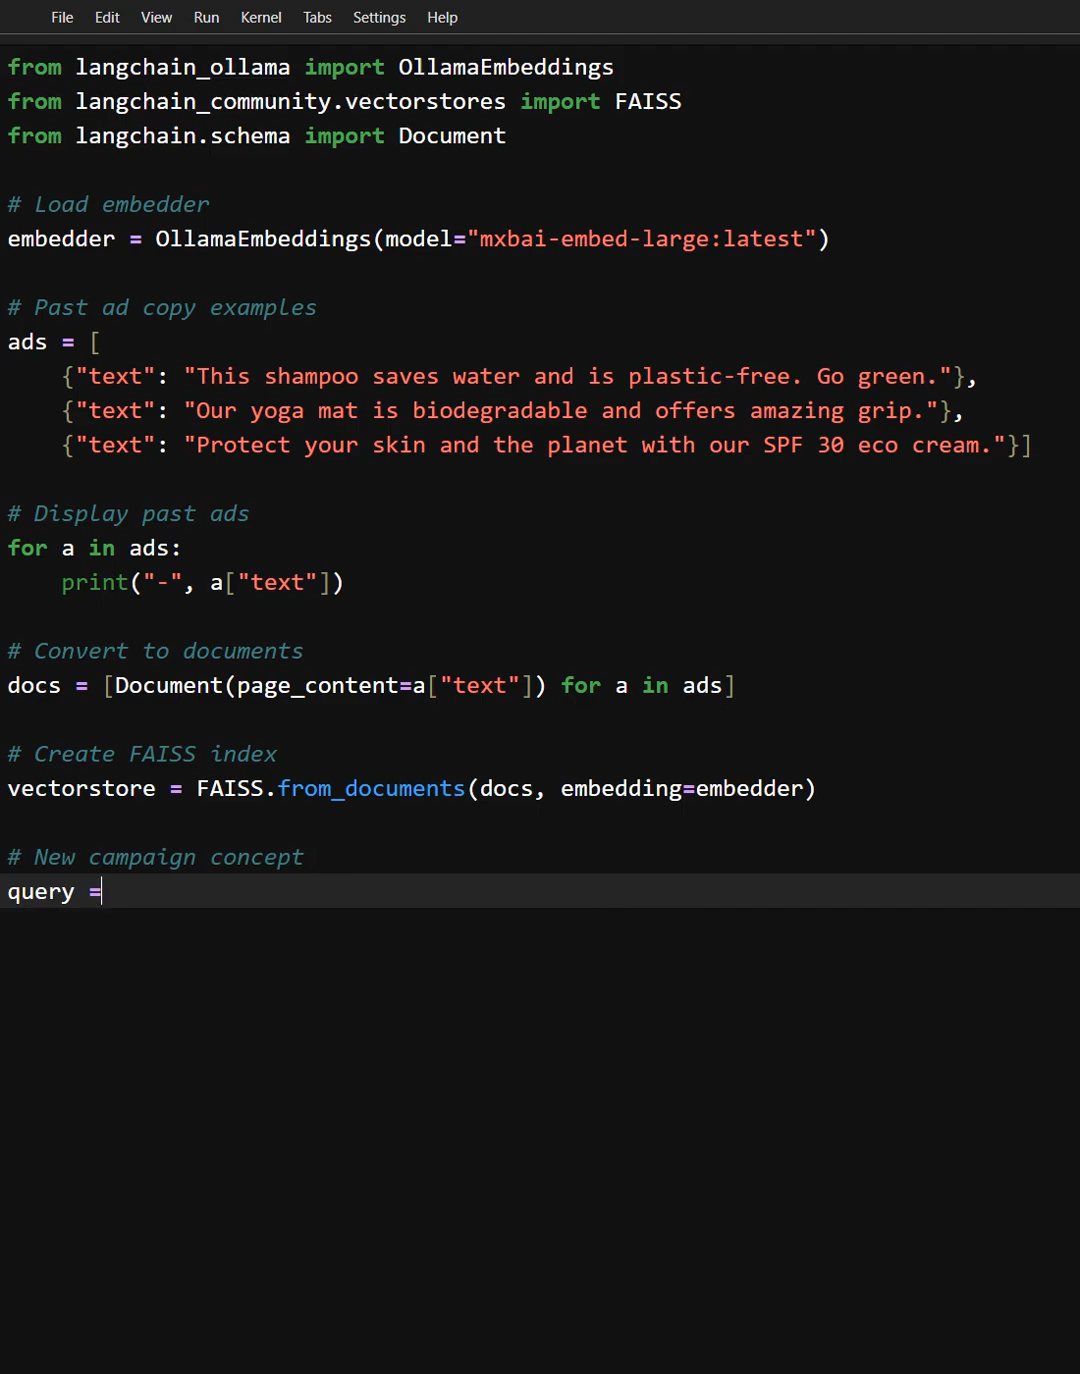 File Edit View Run Kernel Tabs Settings Help
from langchain_ollama import OllamaEmbeddings
from langchain_community.vectorstores import FAISS
from langchain.schema import Document
# Load embedder
embedder = OllamaEmbeddings(model="mxbai-embed-large:latest")
# Past ad copy examples
ads = [
    {"text": "This shampoo saves water and is plastic-free. Go green."},
    {"text": "Our yoga mat is biodegradable and offers amazing grip."},
    {"text": "Protect your skin and the planet with our SPF 30 eco cream."}]
# Display past ads
for a in ads:
    print("-", a["text"])
# Convert to documents
docs = [Document(page_content=a["text"]) for a in ads]
# Create FAISS index
vectorstore = FAISS.from_documents(docs, embedding=embedder)
# New campaign concept
query =